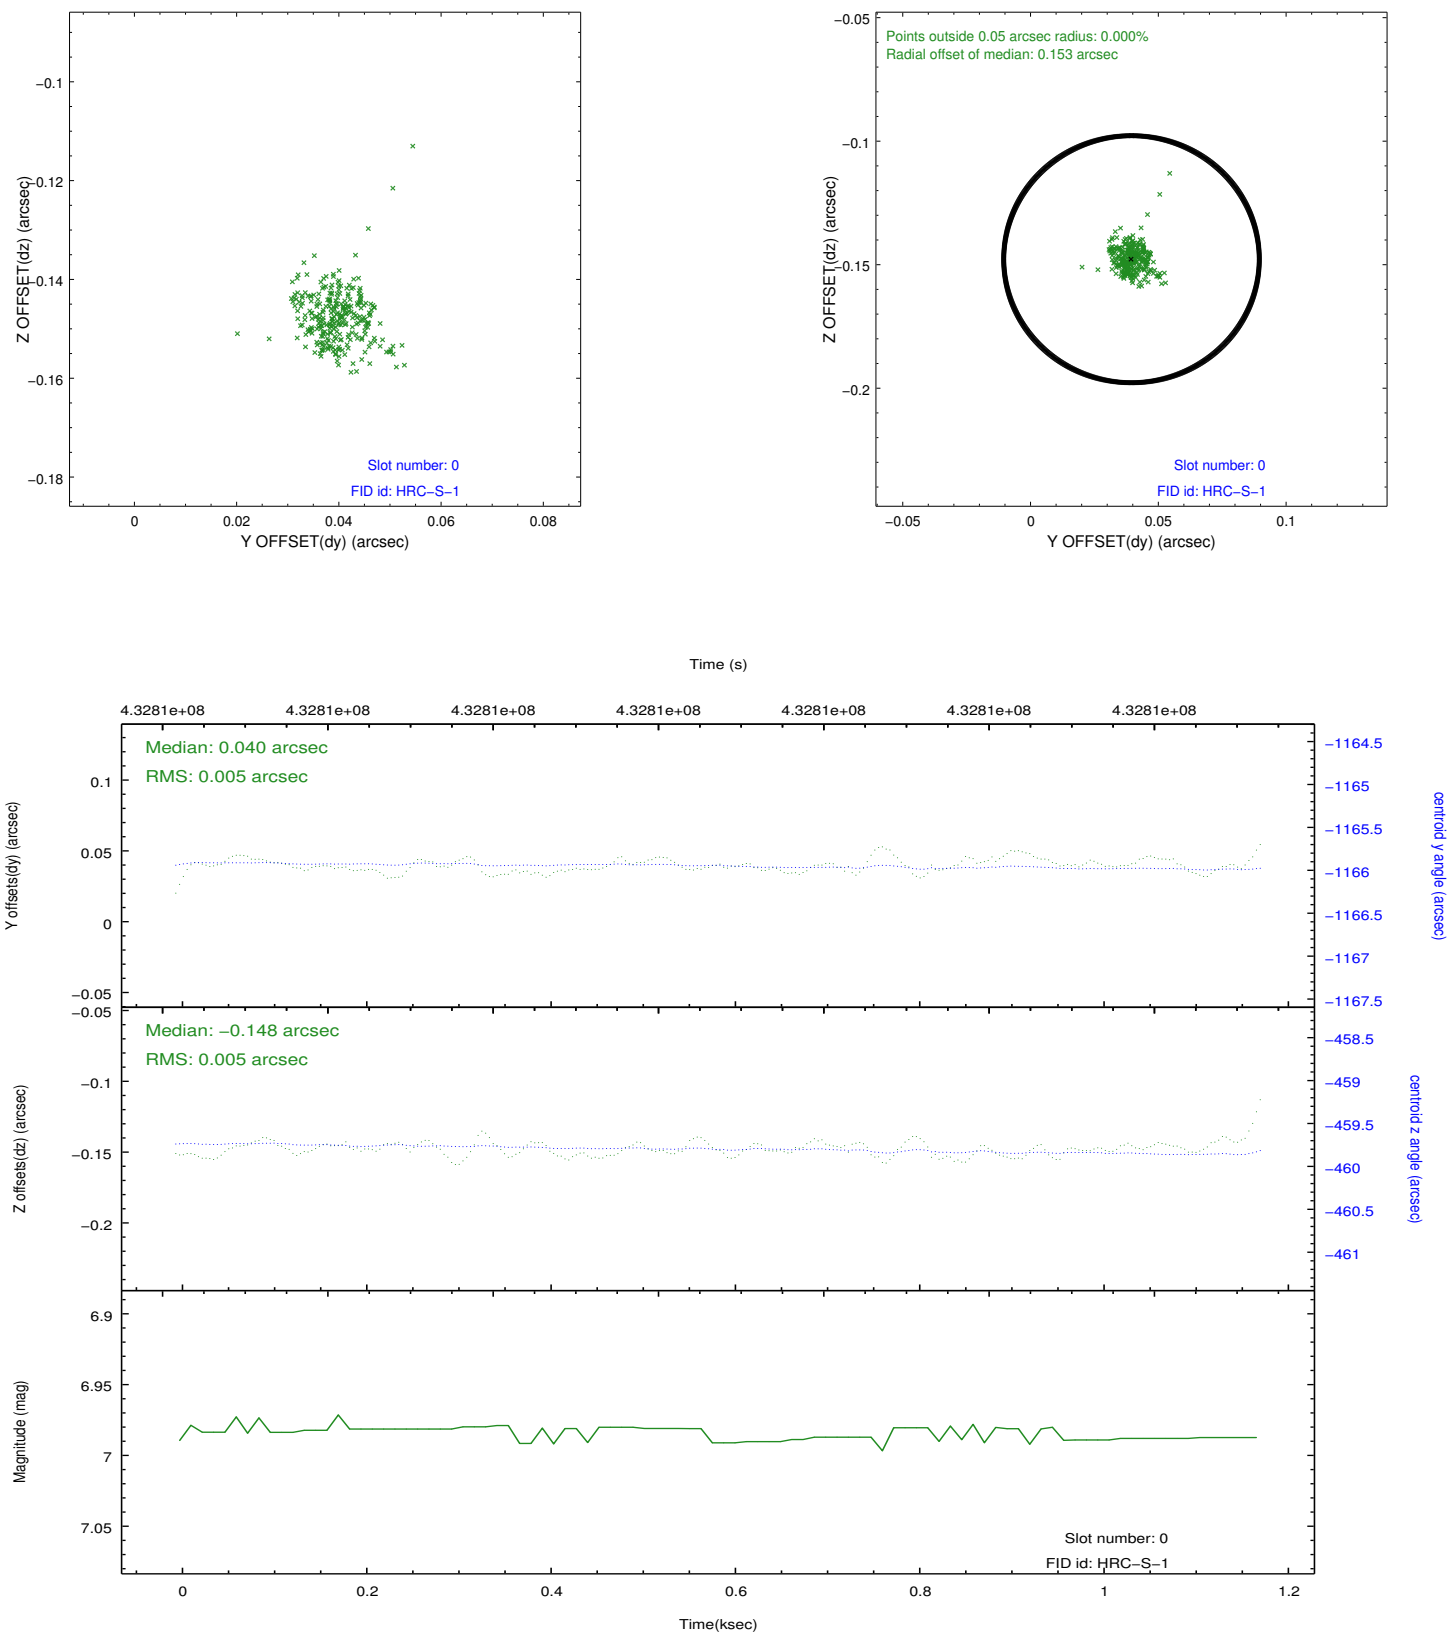 −0.1
−0.12
−0.14
−0.16
−0.18
Z OFFSET(dz) (arcsec)
Slot number: 0
FID id: HRC−S−1
0 0.02 0.04 0.06 0.08
Y OFFSET(dy) (arcsec)
Points outside 0.05 arcsec radius: 0.000%
Radial offset of median: 0.153 arcsec
−0.05
−0.1
−0.15
−0.2
Z OFFSET(dz) (arcsec)
Slot number: 0
FID id: HRC−S−1
−0.05 0 0.05 0.1
Y OFFSET(dy) (arcsec)
Time (s)
4.3281e+08 4.3281e+08 4.3281e+08 4.3281e+08 4.3281e+08 4.3281e+08 4.3281e+08
Median: 0.040 arcsec
RMS: 0.005 arcsec
0.1
0.05
0
−0.05
Y offsets(dy) (arcsec)
−1164.5
−1165
−1165.5
−1166
−1166.5
−1167
−1167.5
centroid y angle (arcsec)
Median: −0.148 arcsec
RMS: 0.005 arcsec
−0.05
−0.1
−0.15
−0.2
Z offsets(dz) (arcsec)
−458.5
−459
−459.5
−460
−460.5
−461
centroid z angle (arcsec)
6.9
6.95
7
7.05
Magnitude (mag)
Slot number: 0
FID id: HRC−S−1
0 0.2 0.4 0.6 0.8 1 1.2
Time(ksec)